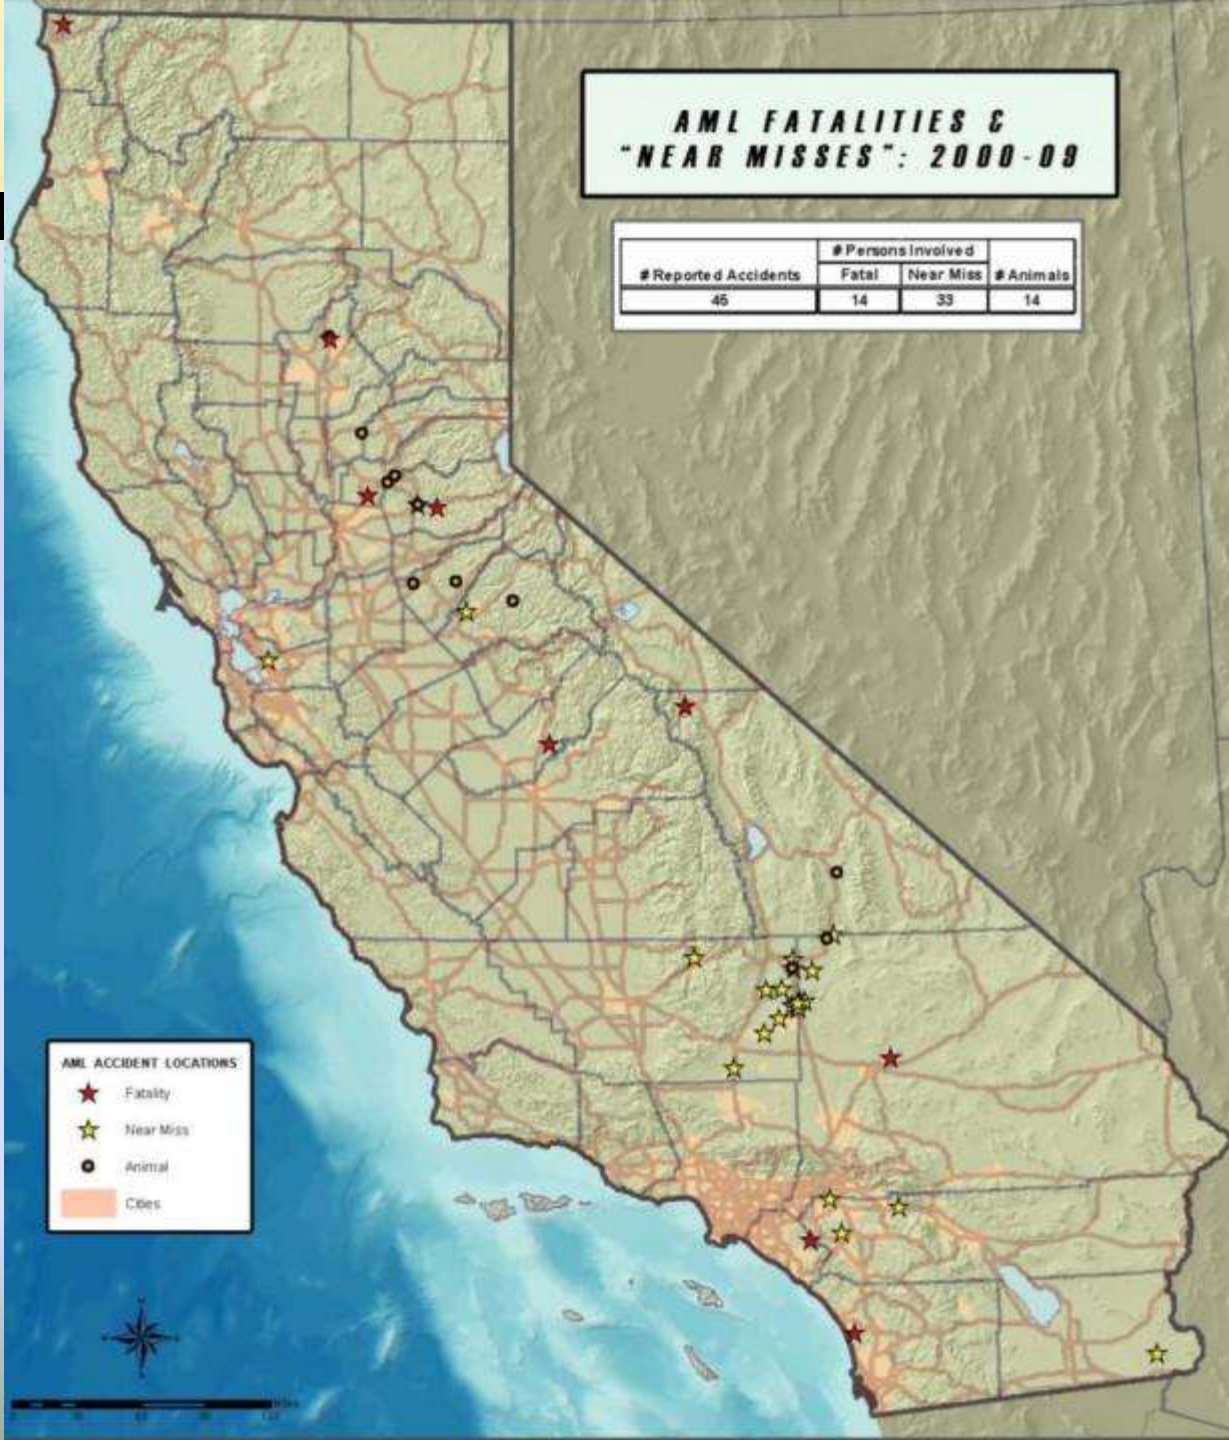 AML FATALITIES &
"NEAR MISSES": 2000-09
# Persons Involved
# Reported Accidents Fatal Near Miss # Animals
45 14 33 14
AML ACCIDENT LOCATIONS
Fatality
Near Miss
Animal
Cities